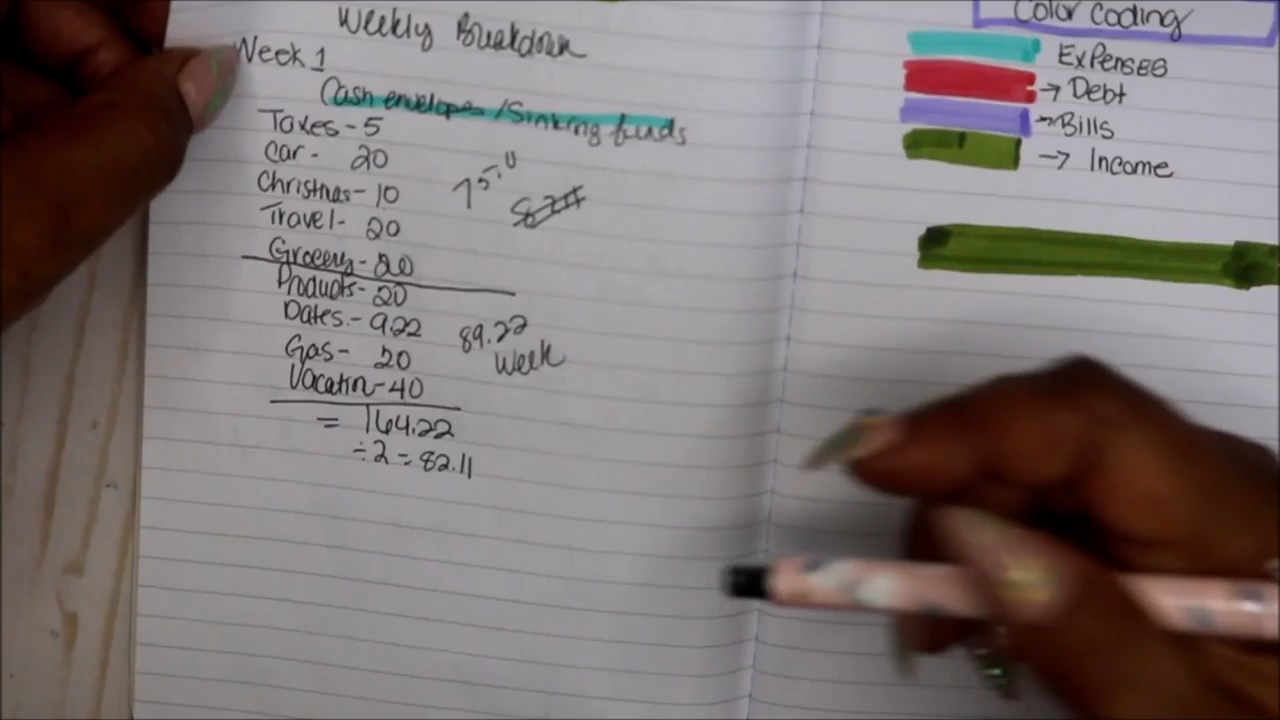 Weekly Breakdown
Week 1
Cash envelopes / Sinking funds
Taxes - 5
Car - 20
Christmas - 10
Travel - 20
Grocery - 20
75.0
Products - 20
Dates. - 9.22
Gas - 20
Vacation - 40
89.22
Week
= 164.22
÷ 2 = 82.11
Color Coding
Expenses
→ Debt
→ Bills
→ Income